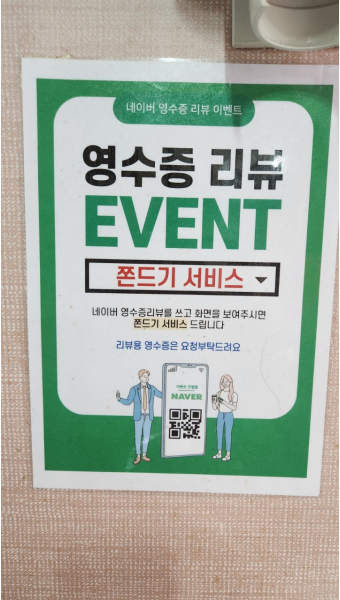 네이버 영수증 리뷰 이벤트
영수증 리뷰
EVENT
쫀드기 서비스
네이버 영수증리뷰를 쓰고 화면을 보여주시면
쫀드기 서비스 드립니다
리뷰용 영수증은 요청부탁드려요
NAVER